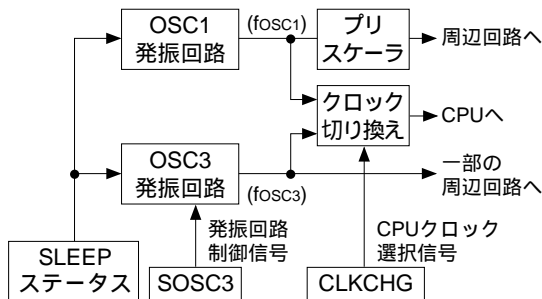 OSC1
発振回路
(fOSC1)
プリ
スケーラ
周辺回路へ
クロック
切り換え
CPUへ
OSC3
発振回路
(fOSC3)
一部の
周辺回路へ
発振回路
制御信号
CPUクロック
選択信号
SLEEP
ステータス
SOSC3
CLKCHG